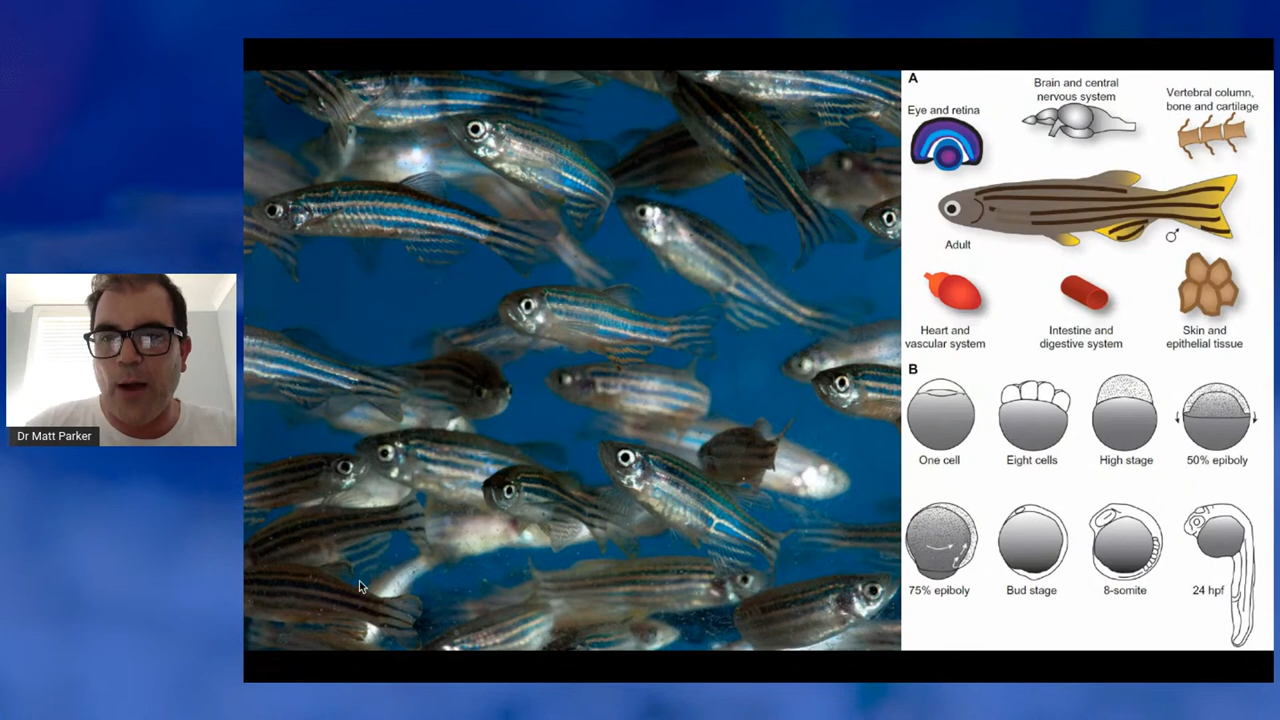 Dr Matt Parker
A
Eye and retina
Brain and central
nervous system
Vertebral column,
bone and cartilage
Adult
♂
Heart and
vascular system
Intestine and
digestive system
Skin and
epithelial tissue
B
One cell
Eight cells
High stage
50% epiboly
75% epiboly
Bud stage
8-somite
24 hpf